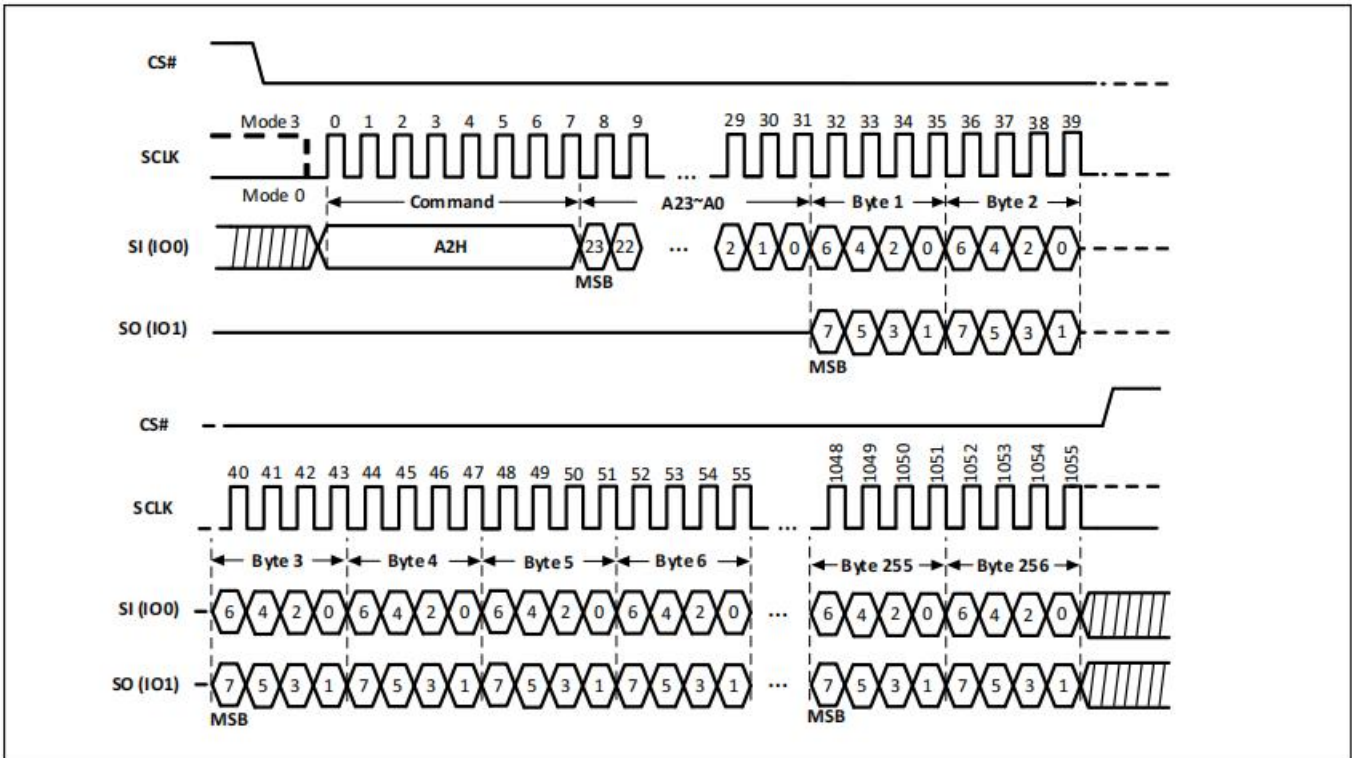 CS#
Mode 3 0 1 2 3 4 5 6 7 8 9 29 30 31 32 33 34 35 36 37 38 39
SCLK ...
Mode 0 Command A23~A0 Byte 1 Byte 2
SI (IO0) A2H 23 22 ... 2 1 0 6 4 2 0 6 4 2 0
MSB
SO (IO1) 7 5 3 1 7 5 3 1
MSB
CS#
40 41 42 43 44 45 46 47 48 49 50 51 52 53 54 55 1048 1049 1050 1051 1052 1053 1054 1055
SCLK ...
Byte 3 Byte 4 Byte 5 Byte 6 Byte 255 Byte 256
SI (IO0) 6 4 2 0 6 4 2 0 6 4 2 0 6 4 2 0 ... 6 4 2 0 6 4 2 0
SO (IO1) 7 5 3 1 7 5 3 1 7 5 3 1 7 5 3 1 ... 7 5 3 1 7 5 3 1
MSB MSB